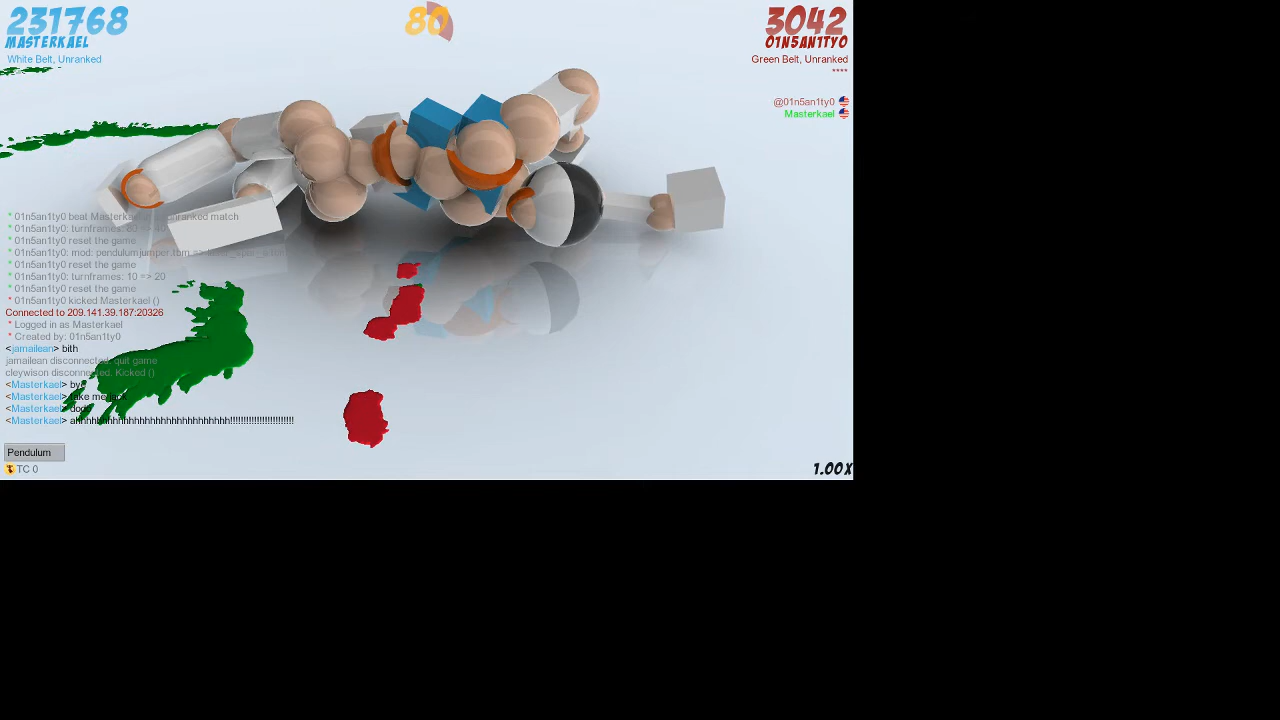 231768
MASTERKAEL
White Belt, Unranked
80
3042
01N5AN1TY0
Green Belt, Unranked
****
@01n5an1ty0
Masterkael
* 01n5an1ty0 beat Masterkael unranked match
* 01n5an1ty0: turnframes: 80 => 40
* 01n5an1ty0 reset the game
* 01n5an1ty0: mod: pendulumjumper.tbm =>
* 01n5an1ty0 reset the game
* 01n5an1ty0: turnframes: 10 => 20
* 01n5an1ty0 reset the game
* 01n5an1ty0 kicked Masterkael ()
Connected to 209.141.39.187:20326
* Logged in as Masterkael
* Created by: 01n5an1ty0
<jamailean> bith
jamailean disconnected: quit game
cleywison disconnected. Kicked ()
<Masterkael> bye
<Masterkael> take me
<Masterkael>
<Masterkael> ahhhhhhhhhhhhhhhhhhhhhhhhhhh!!!!!!!!!!!!!!!!!!!!!!!!
Pendulum
TC 0
1.00X